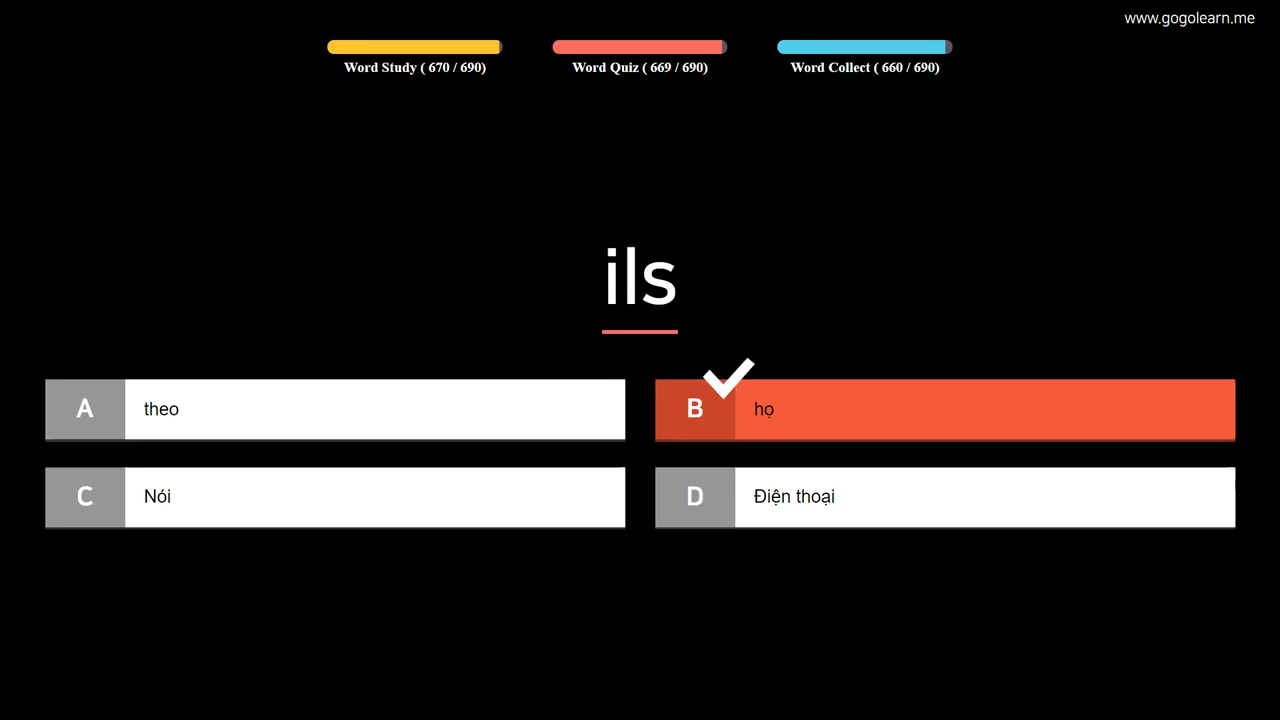 www.gogolearn.me
Word Study ( 670 / 690)
Word Quiz ( 669 / 690)
Word Collect ( 660 / 690)
ils
A theo
B họ
C Nói
D Điện thoại